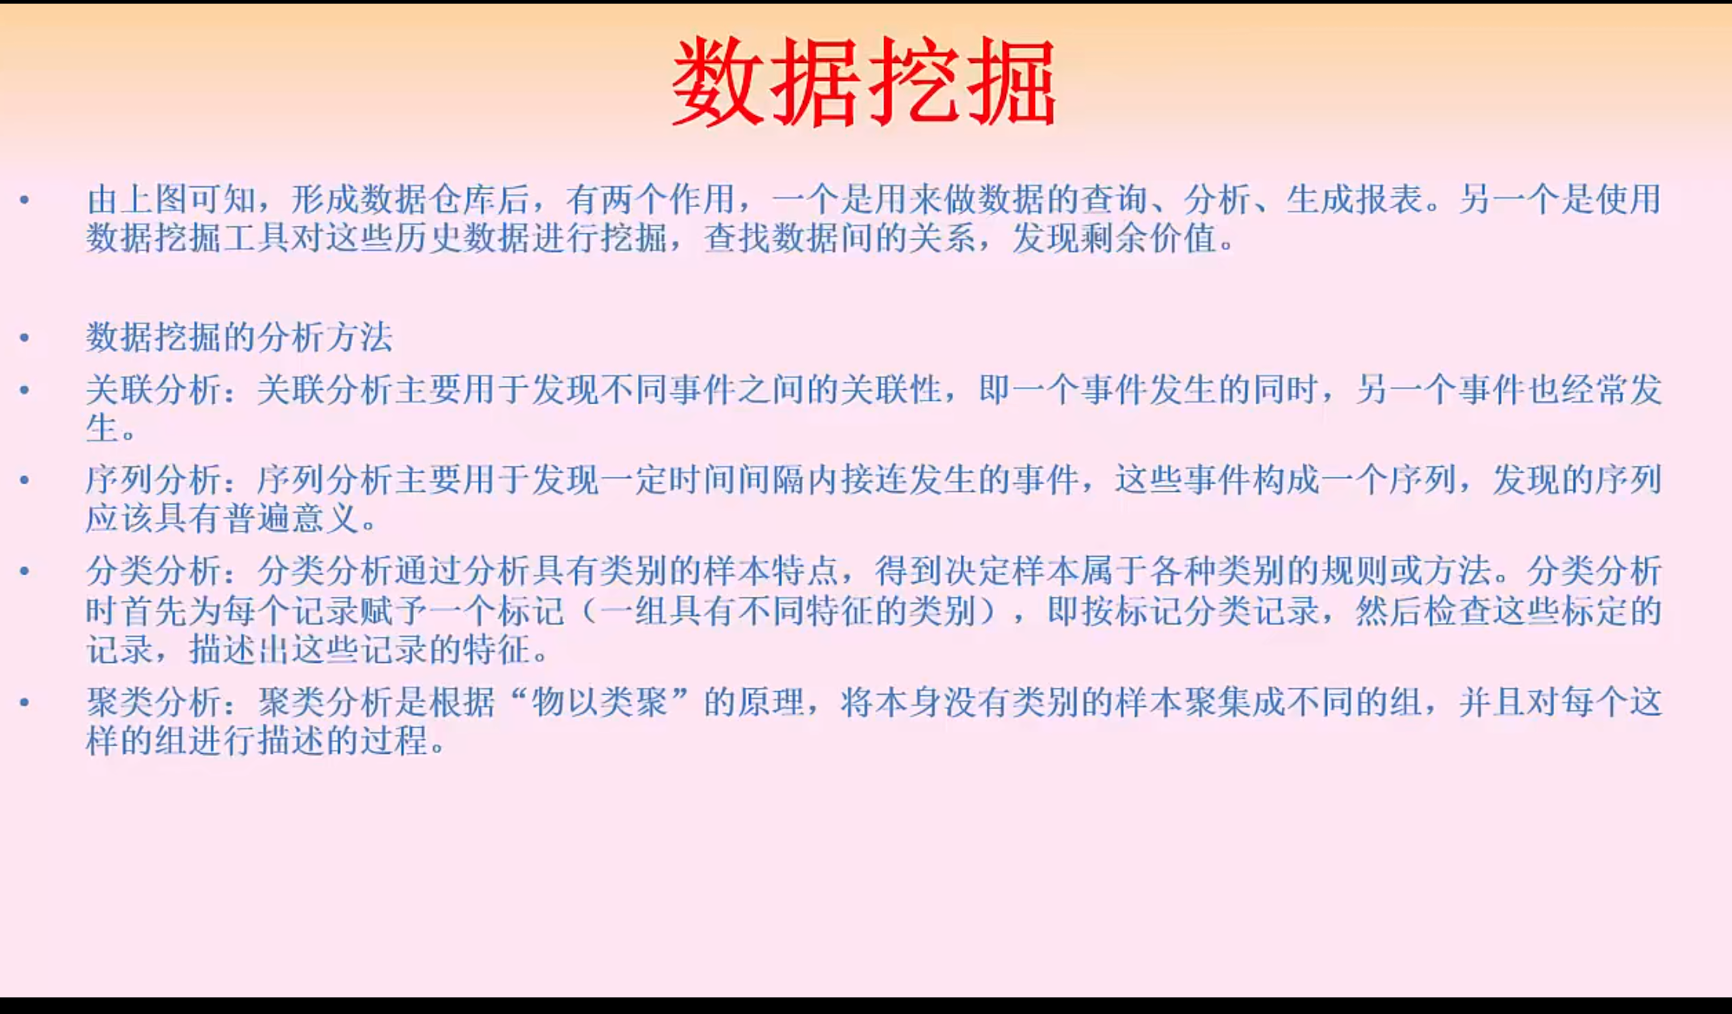 数据挖掘
• 由上图可知，形成数据仓库后，有两个作用，一个是用来做数据的查询、分析、生成报表。另一个是使用
数据挖掘工具对这些历史数据进行挖掘，查找数据间的关系，发现剩余价值。
• 数据挖掘的分析方法
• 关联分析：关联分析主要用于发现不同事件之间的关联性，即一个事件发生的同时，另一个事件也经常发
生。
• 序列分析：序列分析主要用于发现一定时间间隔内接连发生的事件，这些事件构成一个序列，发现的序列
应该具有普遍意义。
• 分类分析：分类分析通过分析具有类别的样本特点，得到决定样本属于各种类别的规则或方法。分类分析
时首先为每个记录赋予一个标记（一组具有不同特征的类别），即按标记分类记录，然后检查这些标定的
记录，描述出这些记录的特征。
• 聚类分析：聚类分析是根据“物以类聚”的原理，将本身没有类别的样本聚集成不同的组，并且对每个这
样的组进行描述的过程。